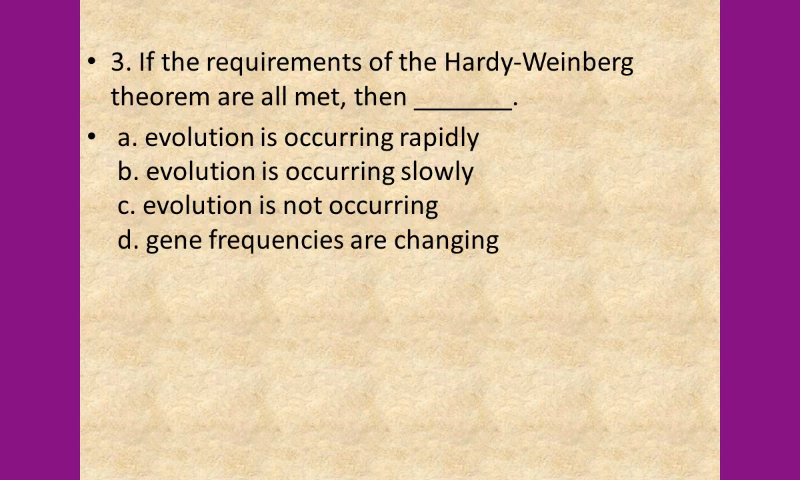 • 3. If the requirements of the Hardy-Weinberg
theorem are all met, then _______.
• a. evolution is occurring rapidly
b. evolution is occurring slowly
c. evolution is not occurring
d. gene frequencies are changing